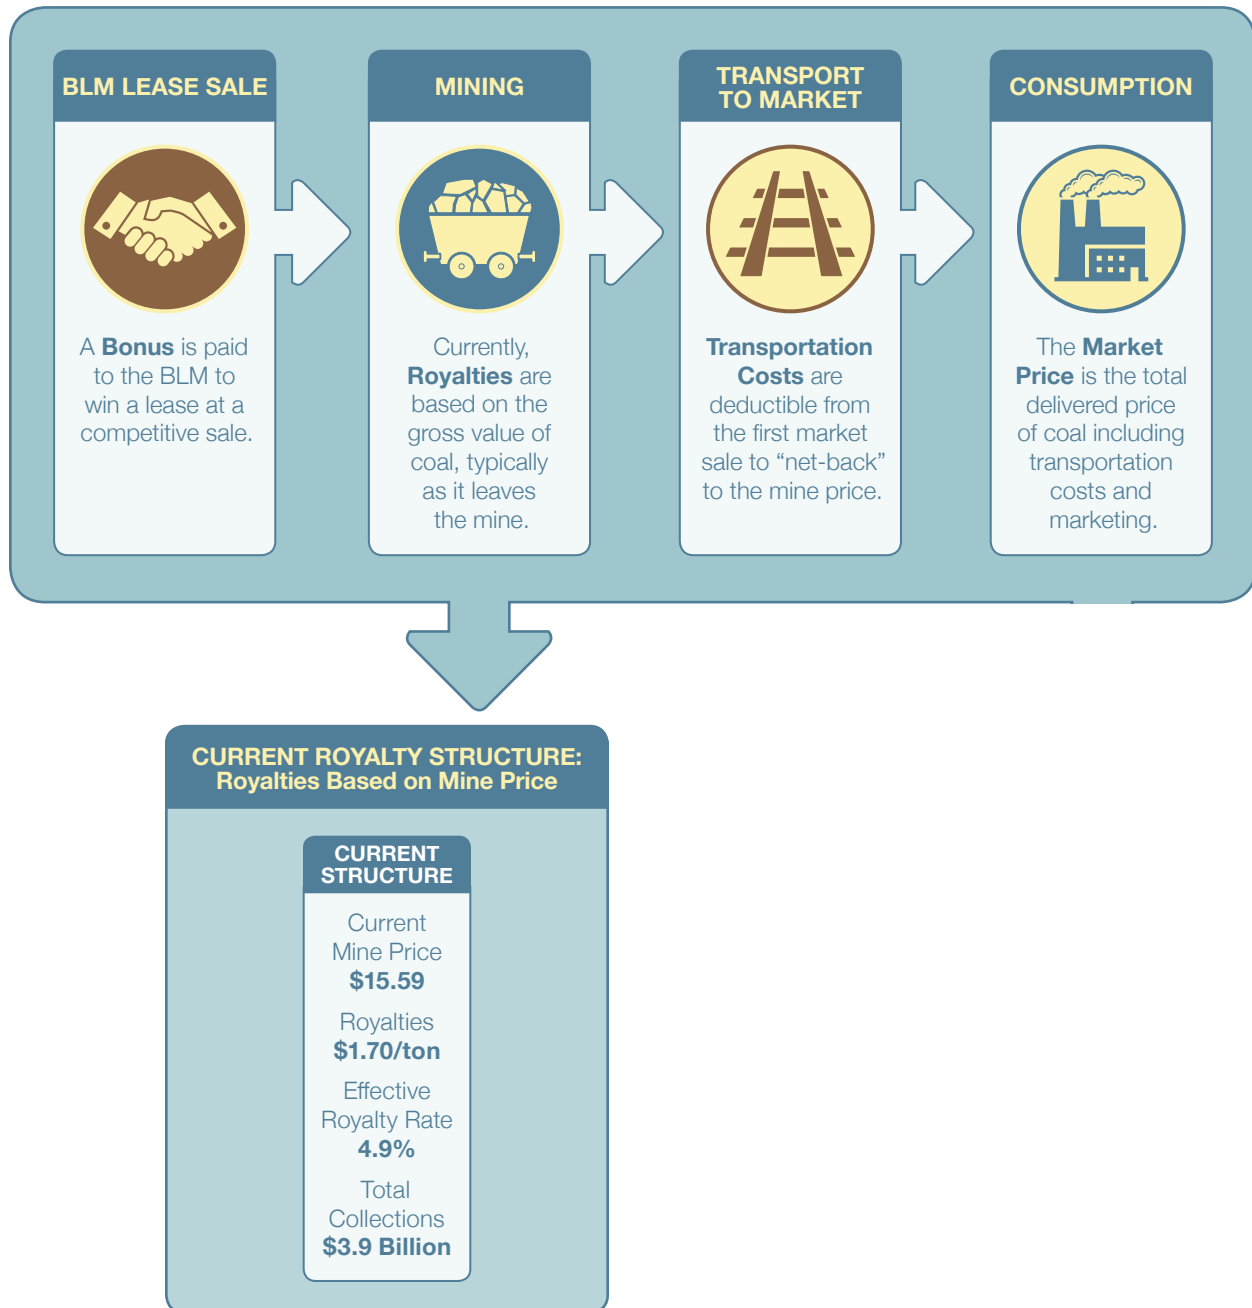 BLM LEASE SALE
A Bonus is paid
to the BLM to
win a lease at a
competitive sale.
MINING
Currently,
Royalties are
based on the
gross value of
coal, typically
as it leaves
the mine.
TRANSPORT
TO MARKET
Transportation
Costs are
deductible from
the first market
sale to “net-back”
to the mine price.
CONSUMPTION
The Market
Price is the total
delivered price
of coal including
transportation
costs and
marketing.
CURRENT ROYALTY STRUCTURE:
Royalties Based on Mine Price
CURRENT
STRUCTURE
Current
Mine Price
$15.59
Royalties
$1.70/ton
Effective
Royalty Rate
4.9%
Total
Collections
$3.9 Billion